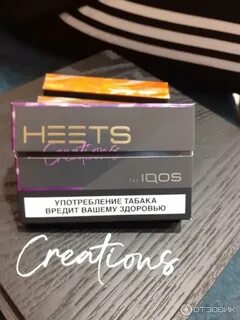 HEETS
Creations
FOR IQOS
УПОТРЕБЛЕНИЕ ТАБАКА
ВРЕДИТ ВАШЕМУ ЗДОРОВЬЮ
Creations
ОТЗОВИК